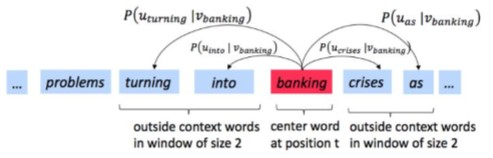 P(u_turning | v_banking) P(u_as | v_banking)
P(u_into | v_banking) P(u_crises | v_banking)
... problems turning into banking crises as ...
outside context words center word outside context words
in window of size 2 at position t in window of size 2